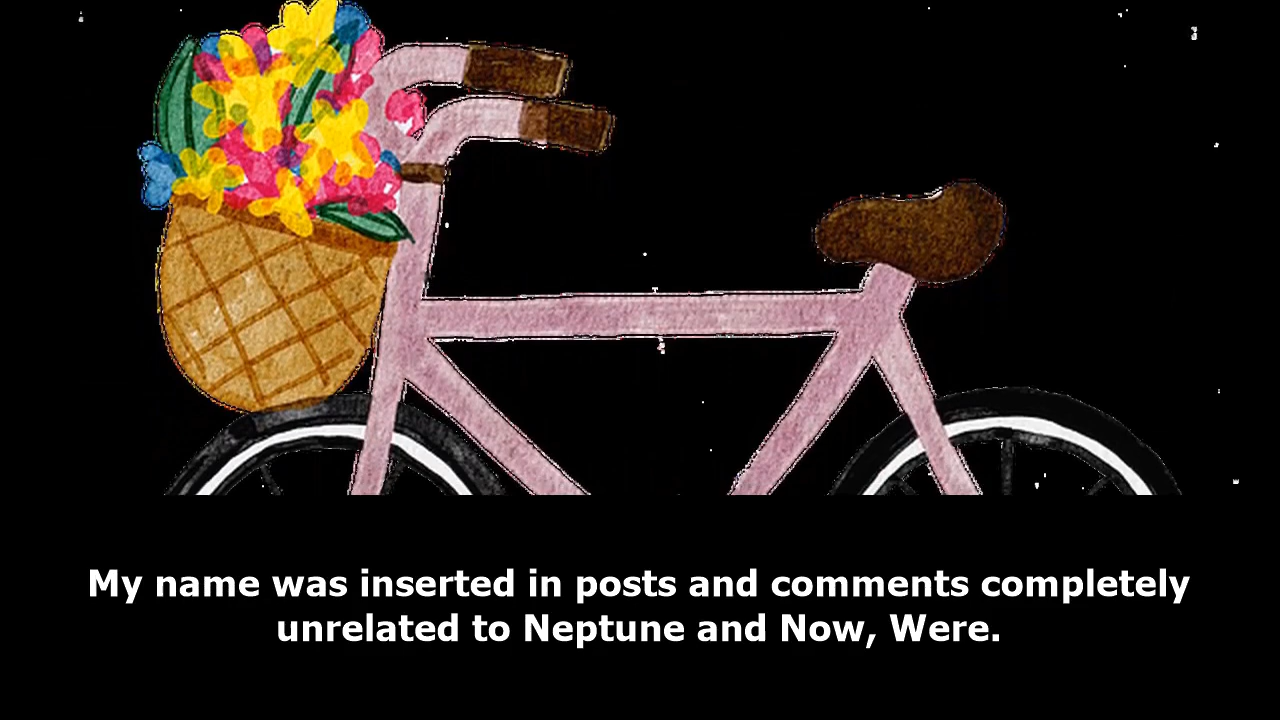 My name was inserted in posts and comments completely
unrelated to Neptune and Now, Were.